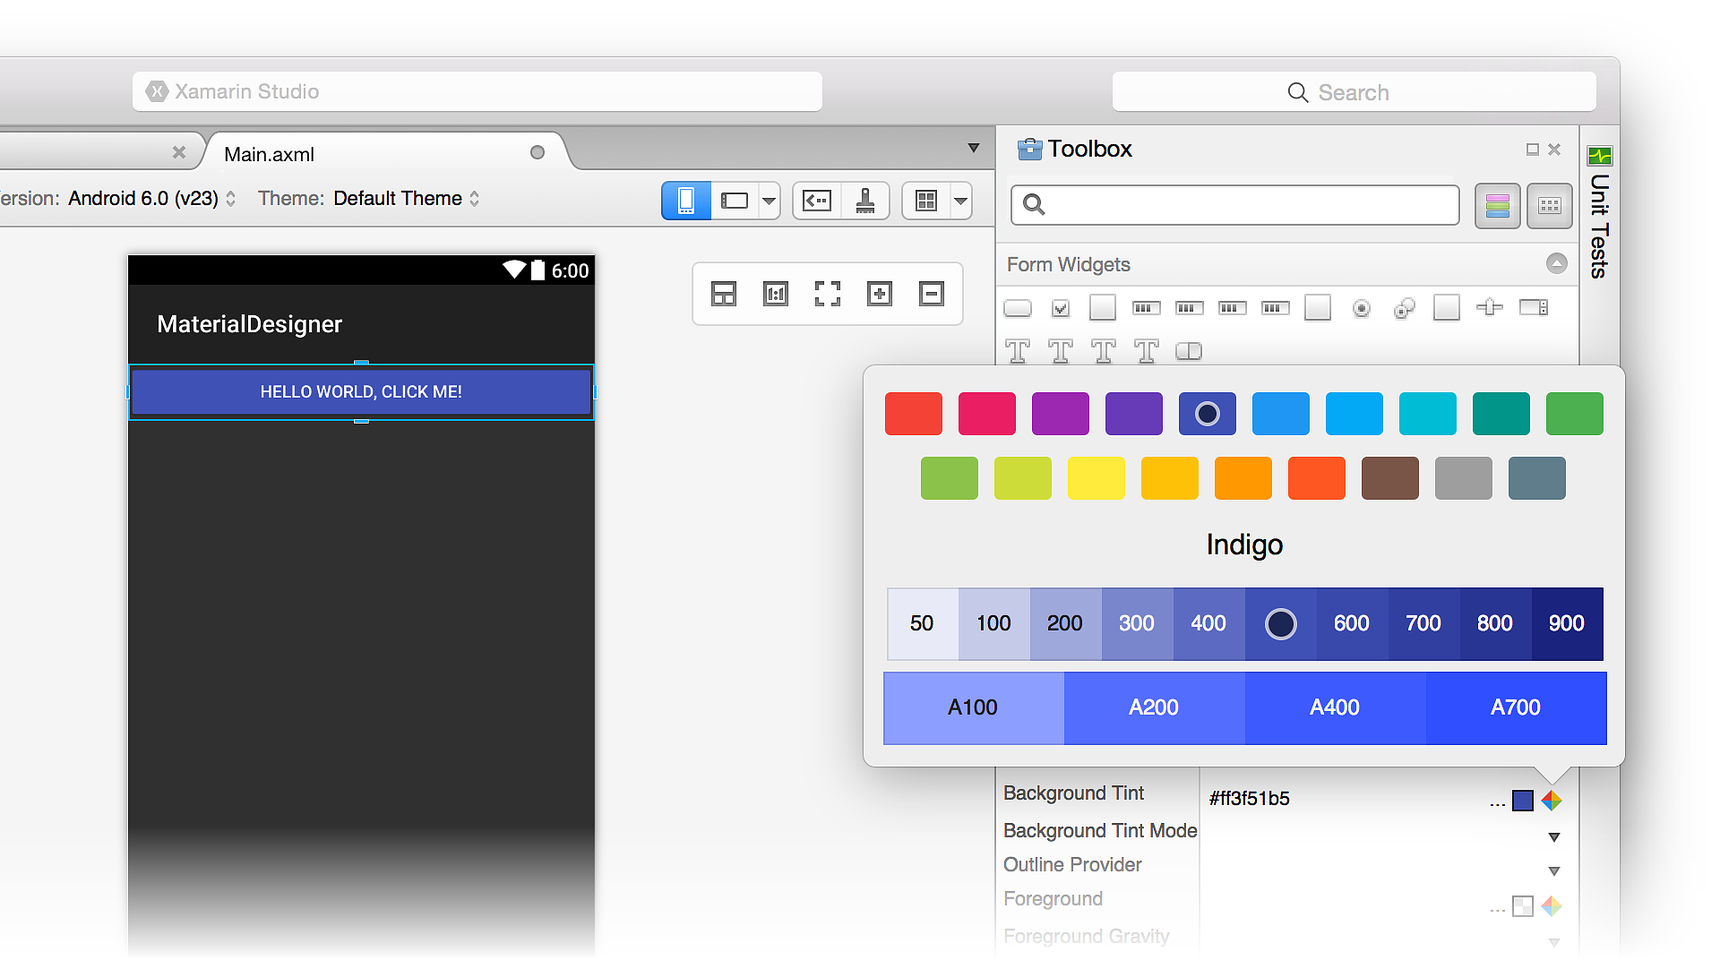 Xamarin Studio
Search
Main.axml
Toolbox
ersion: Android 6.0 (v23) Theme: Default Theme
Unit Tests
Form Widgets
6:00
MaterialDesigner
HELLO WORLD, CLICK ME!
Indigo
50 100 200 300 400 600 700 800 900
A100 A200 A400 A700
Background Tint #ff3f51b5 ...
Background Tint Mode
Outline Provider
Foreground ...
Foreground Gravity